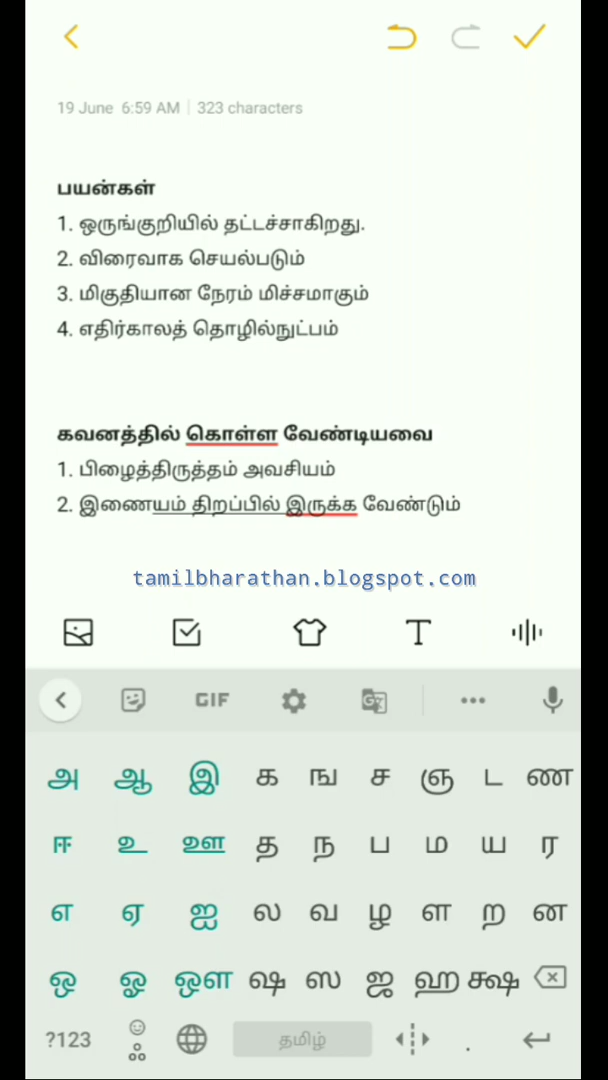 19 June 6:59 AM | 323 characters
பயன்கள்
1. ஒருங்குறியில் தட்டச்சாகிறது.
2. விரைவாக செயல்படும்
3. மிகுதியான நேரம் மிச்சமாகும்
4. எதிர்காலத் தொழில்நுட்பம்
கவனத்தில் கொள்ள வேண்டியவை
1. பிழைத்திருத்தம் அவசியம்
2. இணையம் திறப்பில் இருக்க வேண்டும்
tamilbharathan.blogspot.com
T
GIF
அ ஆ இ க ங ச ஞ ட ண
ஈ உ ஊ த ந ப ம ய ர
எ ஏ ஐ ல வ ழ ள ற ன
ஒ ஓ ஔ ஷ ஸ ஜ ஹ க்ஷ
?123 தமிழ் .